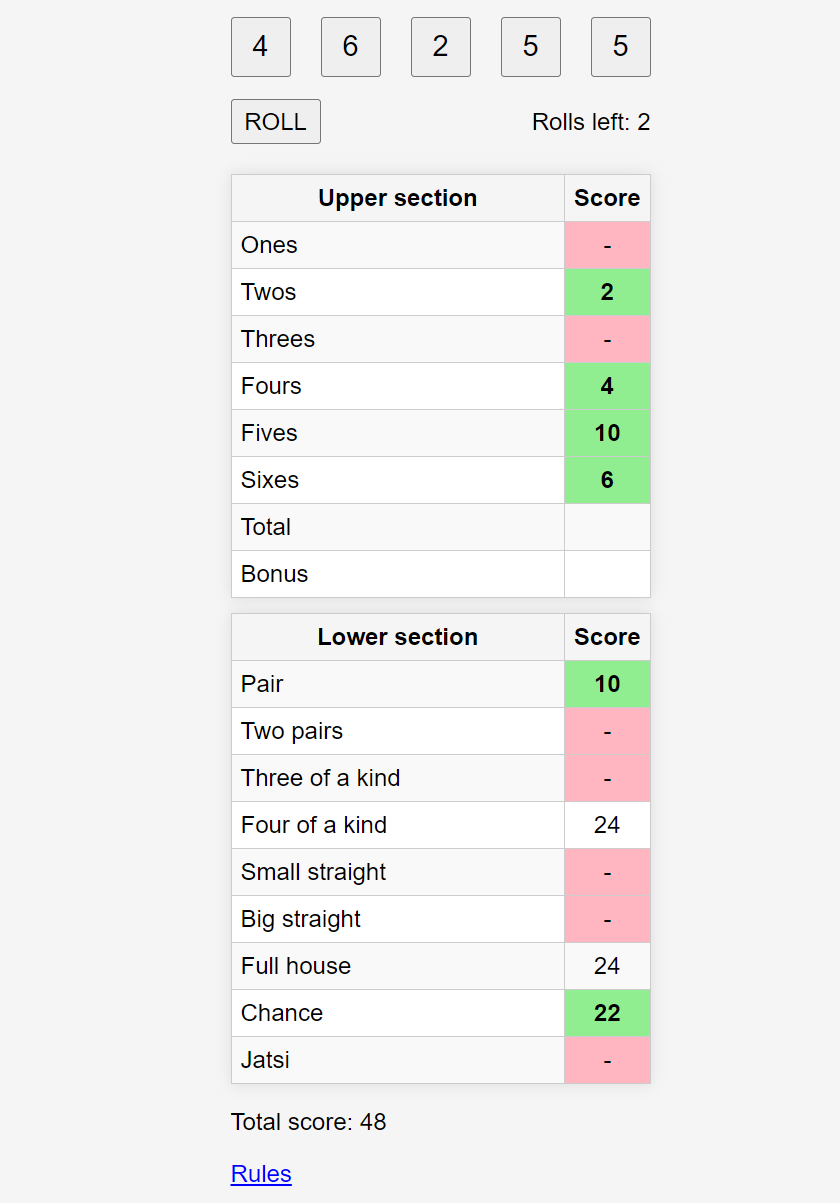 4 6 2 5 5
ROLL Rolls left: 2
Upper section Score
Ones -
Twos 2
Threes -
Fours 4
Fives 10
Sixes 6
Total
Bonus
Lower section Score
Pair 10
Two pairs -
Three of a kind -
Four of a kind 24
Small straight -
Big straight -
Full house 24
Chance 22
Jatsi -
Total score: 48
Rules